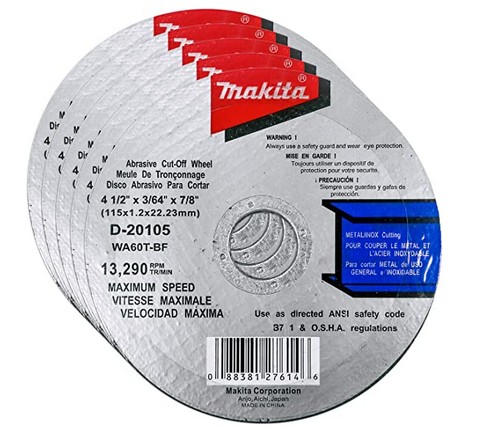 Makita®
WARNING !
Always use a safety guard and wear eye protection.
MISE EN GARDE !
Toujours utiliser un dispositif de
protection pour votre securite.
¡ PRECAUCIÓN !
Siempre use guardas y gafas de
protección.
Abrasive Cut-Off Wheel
Meule De Tronçonnage
Disco Abrasivo Para Cortar
4 1/2" x 3/64" x 7/8"
(115x1.2x22.23mm)
D-20105
WA60T-BF
13,290 RPM
TR/MIN
MAXIMUM SPEED
VITESSE MAXIMALE
VELOCIDAD MÁXIMA
METAL/INOX Cutting
POUR COUPER LE METAL ET
L'ACIER INOXYDABLE
Para cortar METAL de USO
GENERAL e INOXIDABLE
Use as directed ANSI safety code
B7 1 & O.S.H.A. regulations
0 88381 27614 6
Makita Corporation
Anjo, Aichi, Japan
MADE IN CHINA